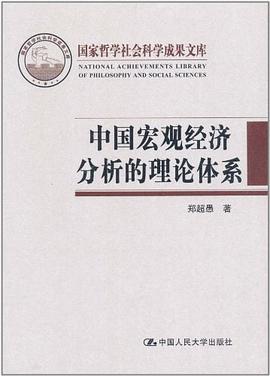 国家哲学社会科学成果文库
NATIONAL ACHIEVEMENTS LIBRARY
OF PHILOSOPHY AND SOCIAL SCIENCES
中国宏观经济
分析的理论体系
郑超愚 著
中国人民大学出版社